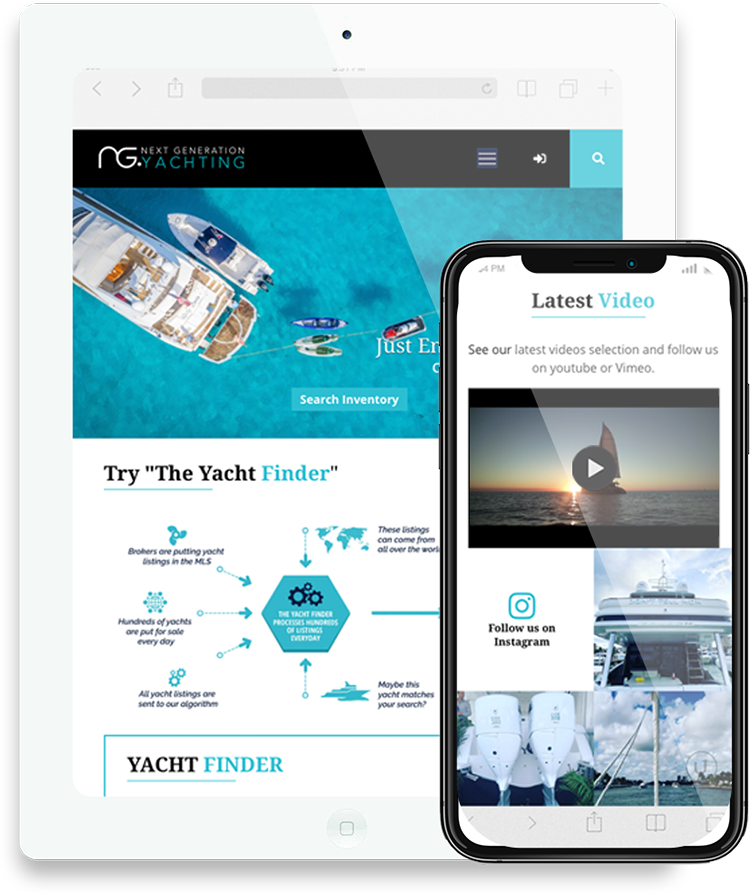 NG.
NEXT GENERATION
YACHTING
Just En
Search Inventory
Try "The Yacht Finder"
Brokers are putting yacht
listings in the MLS
These listings
can come from
all over the world
Hundreds of yachts
are put for sale
every day
THE YACHT FINDER
PROCESSES HUNDREDS
OF LISTINGS
EVERYDAY
All yacht listings are
sent to our algorithm
Maybe this
yacht matches
your search?
YACHT FINDER
4 PM
Latest Video
See our latest videos selection and follow us
on youtube or Vimeo.
Follow us on
Instagram